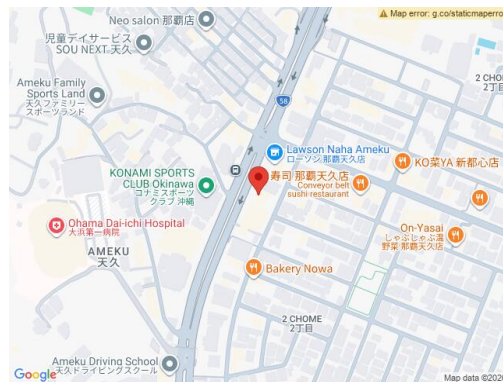 Map error: g.co/staticmaperro
Neo salon 那覇店
児童デイサービス
SOU NEXT 天久
58
2 CHOME
2丁目
Ameku Family
Sports Land
天久ファミリー
スポーツランド
Lawson Naha Ameku
ローソン 那覇天久店
KO菜YA 新都心店
KONAMI SPORTS
CLUB Okinawa
コナミスポーツ
クラブ 沖縄
寿司 那覇天久店
Conveyor belt
sushi restaurant
Ohama Dai-ichi Hospital
大浜第一病院
On-Yasai
しゃぶしゃぶ温
野菜 那覇天久店
AMEKU
天久
Bakery Nowa
2 CHOME
2丁目
Ameku Driving School
天久ドライビングスクール
Google
Map data ©202